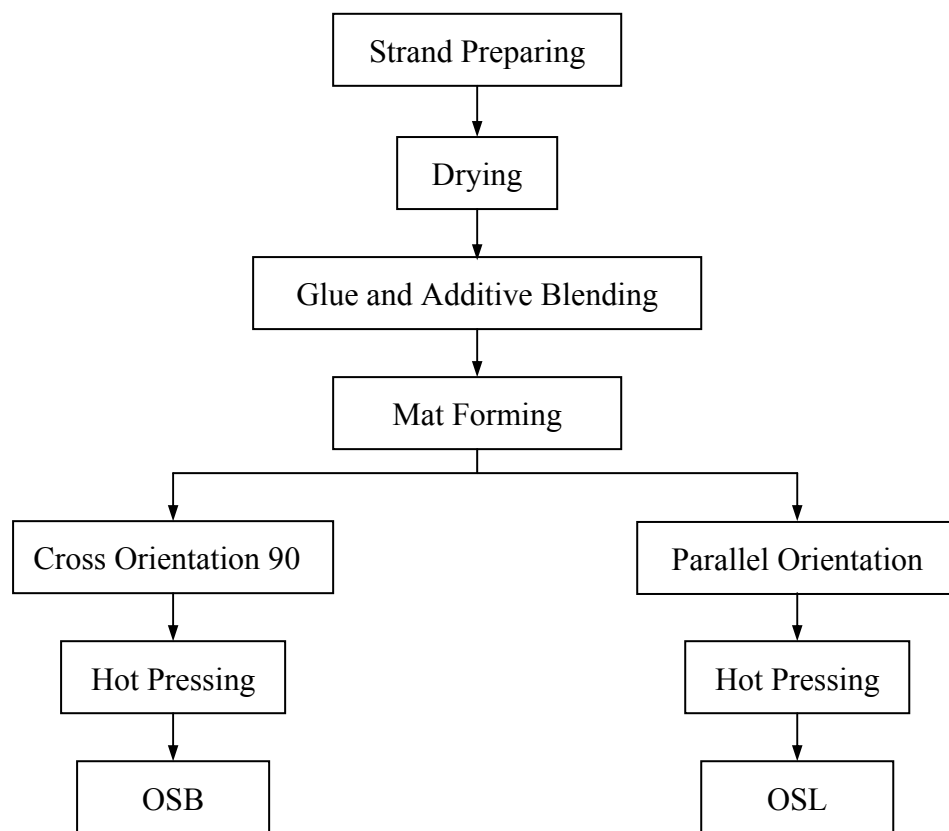 Strand Preparing
Drying
Glue and Additive Blending
Mat Forming
Cross Orientation 90
Parallel Orientation
Hot Pressing
Hot Pressing
OSB
OSL